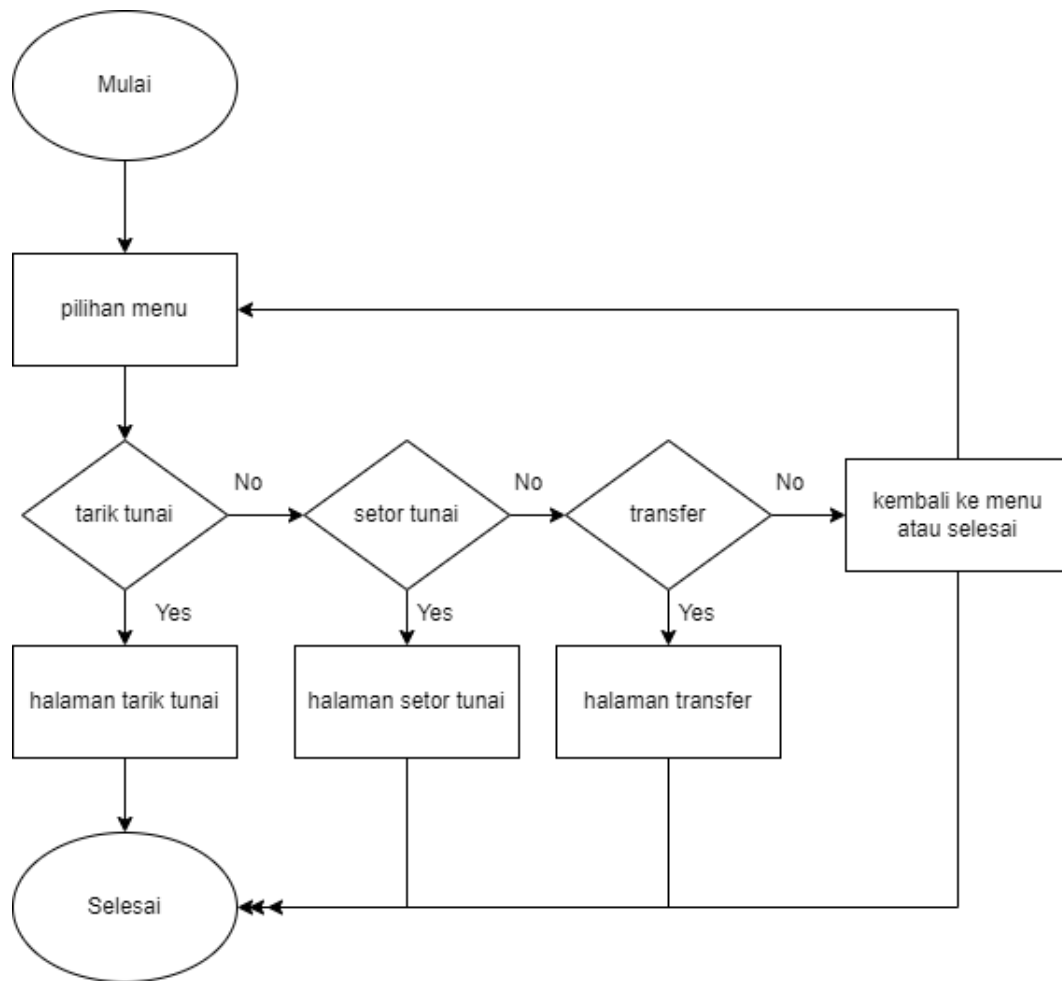 Mulai
pilihan menu
tarik tunai
No
setor tunai
No
transfer
No
kembali ke menu
atau selesai
Yes
Yes
Yes
halaman tarik tunai
halaman setor tunai
halaman transfer
Selesai